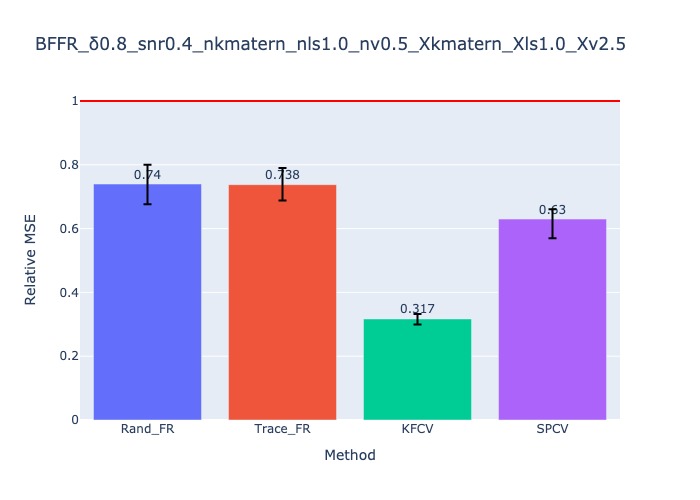 BFFR_δ0.8_snr0.4_nkmatern_nls1.0_nv0.5_Xkmatern_Xls1.0_Xv2.5
1
0.8
0.6
0.4
0.2
0
Relative MSE
0.74
0.738
0.317
0.63
Rand_FR
Trace_FR
KFCV
SPCV
Method